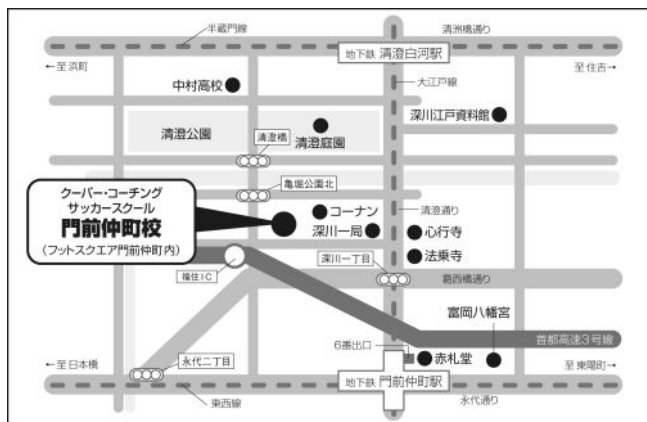 半蔵門線
清洲橋通り
地下鉄 清澄白河駅
←至浜町
至住吉→
大江戸線
中村高校
深川江戸資料館
清澄公園
清澄庭園
清澄橋
亀堀公園北
クーバー・コーチング
サッカースクール
門前仲町校
(フットスクエア門前仲町内)
コーナン
深川一局
清澄通り
心行寺
法乗寺
福住IC
深川一丁目
葛西橋通り
富岡八幡宮
首都高速3号線
6番出口
赤札堂
←至日本橋
永代二丁目
至東陽町→
地下鉄 門前仲町駅
東西線
永代通り